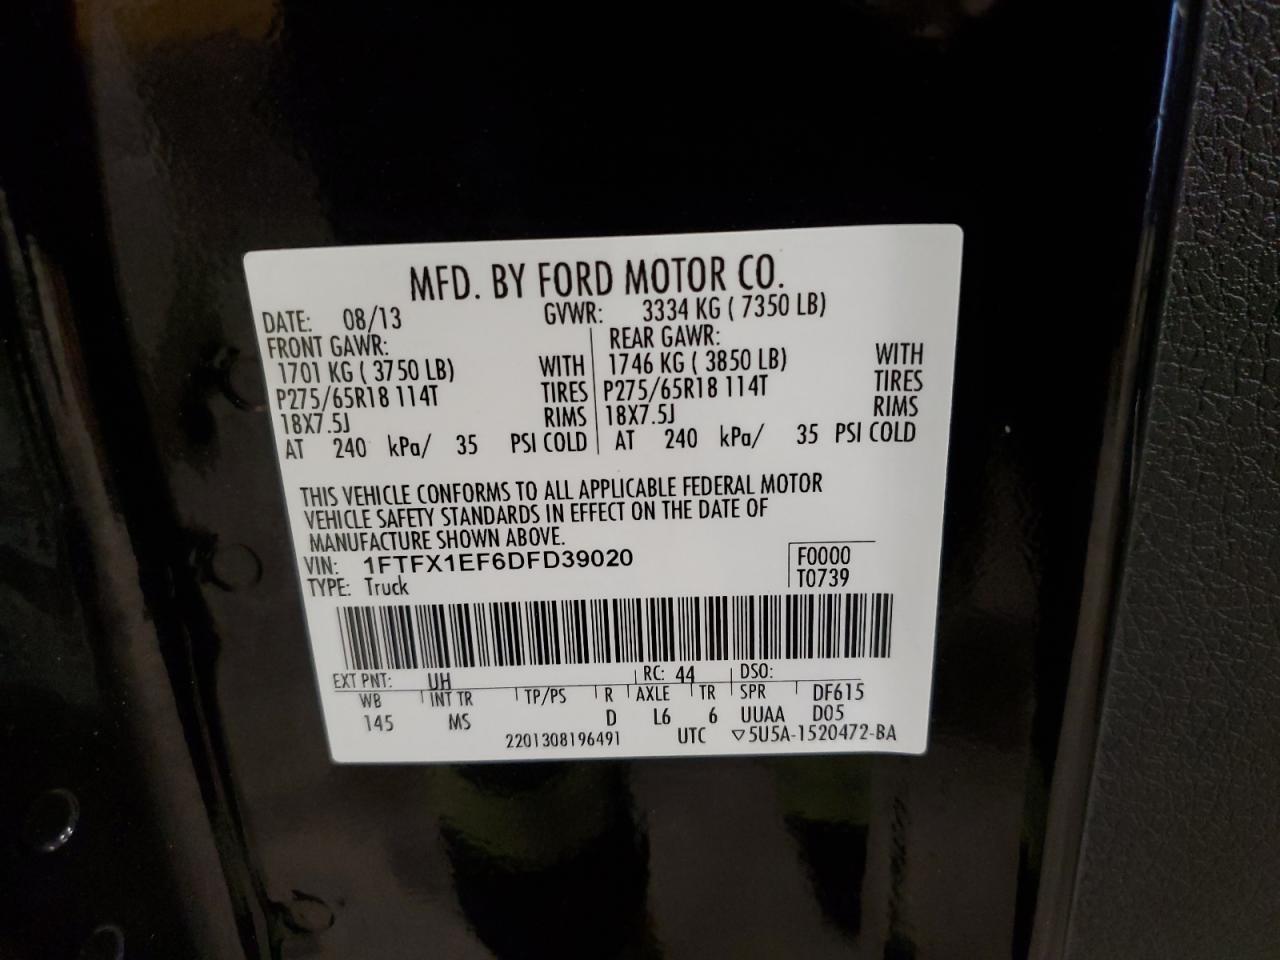 MFD. BY FORD MOTOR CO.
DATE: 08/13 GVWR: 3334 KG ( 7350 LB)
FRONT GAWR: REAR GAWR:
1701 KG ( 3750 LB) WITH 1746 KG ( 3850 LB) WITH
P275/65R18 114T TIRES P275/65R18 114T TIRES
18X7.5J RIMS 18X7.5J RIMS
AT 240 kPa/ 35 PSI COLD AT 240 kPa/ 35 PSI COLD
THIS VEHICLE CONFORMS TO ALL APPLICABLE FEDERAL MOTOR
VEHICLE SAFETY STANDARDS IN EFFECT ON THE DATE OF
MANUFACTURE SHOWN ABOVE.
VIN: 1FTFX1EF6DFD39020 F0000
TYPE: Truck T0739
EXT PNT: UH RC: 44 DSO:
WB INT TR TP/PS R AXLE TR SPR DF615
145 MS D L6 6 UUAA D05
2201308196491 UTC ▽5U5A-1520472-BA